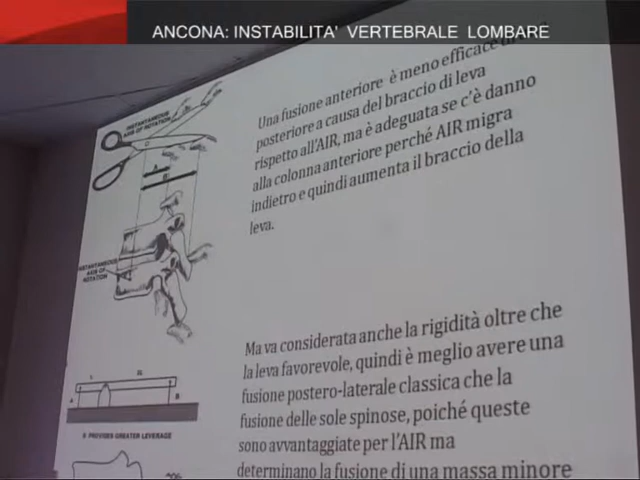 ANCONA: INSTABILITA' VERTEBRALE LOMBARE
Una fusione anteriore è meno efficace
posteriore a causa del braccio di leva
rispetto all'AIR, ma è adeguata se c'è danno
alla colonna anteriore perché AIR migra
indietro e quindi aumenta il braccio della
leva.
INSTANTANEOUS
AXIS OF ROTATION
INSTANTANEOUS
AXIS OF
ROTATION
Ma va considerata anche la rigidità oltre che
la leva favorevole, quindi è meglio avere una
fusione postero-laterale classica che la
fusione delle sole spinose, poiché queste
sono avvantaggiate per l'AIR ma
determinano la fusione di una massa minore
A
B
B PROVIDES GREATER LEVERAGE